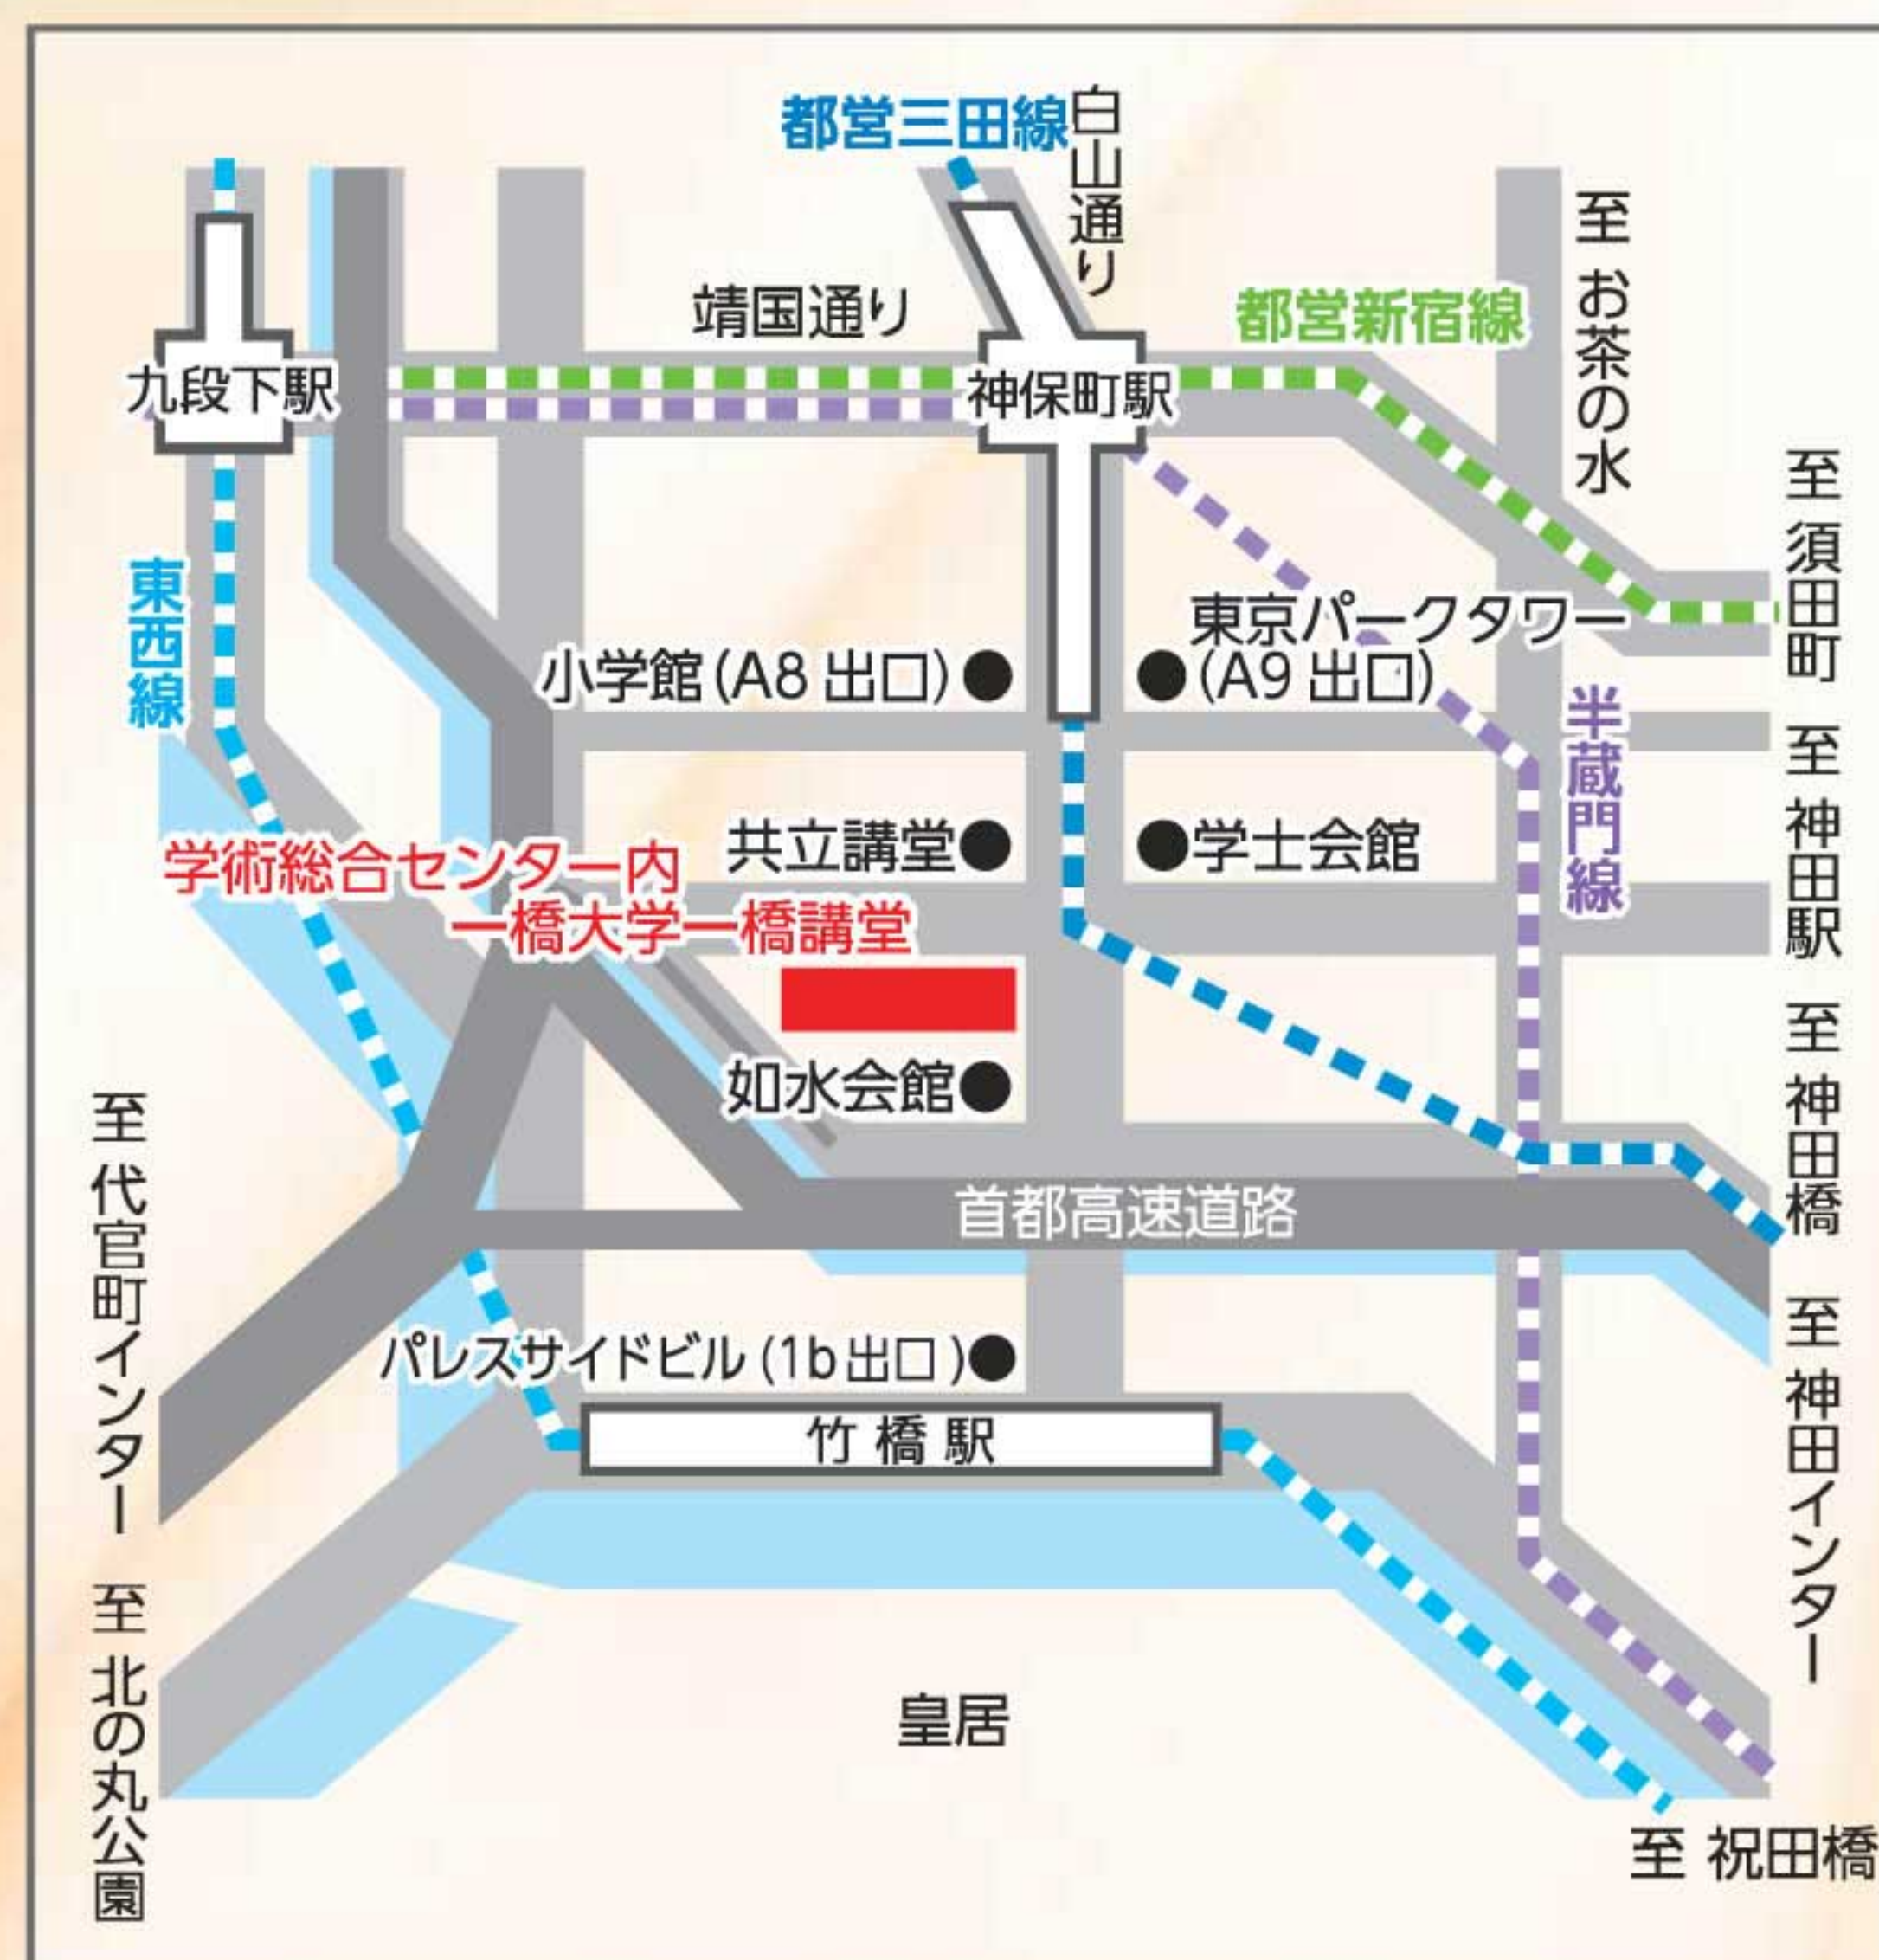 都営三田線
白山通り
靖国通り
都営新宿線
至 お茶の水
九段下駅
神保町駅
至 須田町
東西線
東京パークタワー
小学館(A8 出口)
(A9 出口)
半蔵門線
至 神田駅
共立講堂
学士会館
学術総合センター内
一橋大学一橋講堂
至 神田橋
如水会館
至 代官町インター
首都高速道路
至 神田インター
パレスサイドビル(1b出口)
竹橋駅
至 北の丸公園
皇居
至 祝田橋